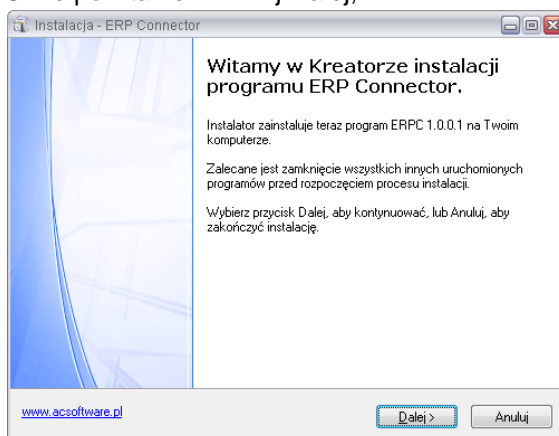 Instalacja - ERP Connector
Witamy w Kreatorze instalacji
programu ERP Connector.
Instalator zainstaluje teraz program ERPC 1.0.0.1 na Twoim
komputerze.
Zalecane jest zamknięcie wszystkich innych uruchomionych
programów przed rozpoczęciem procesu instalacji.
Wybierz przycisk Dalej, aby kontynuować, lub Anuluj, aby
zakończyć instalację.
www.acsoftware.pl
Dalej >
Anuluj